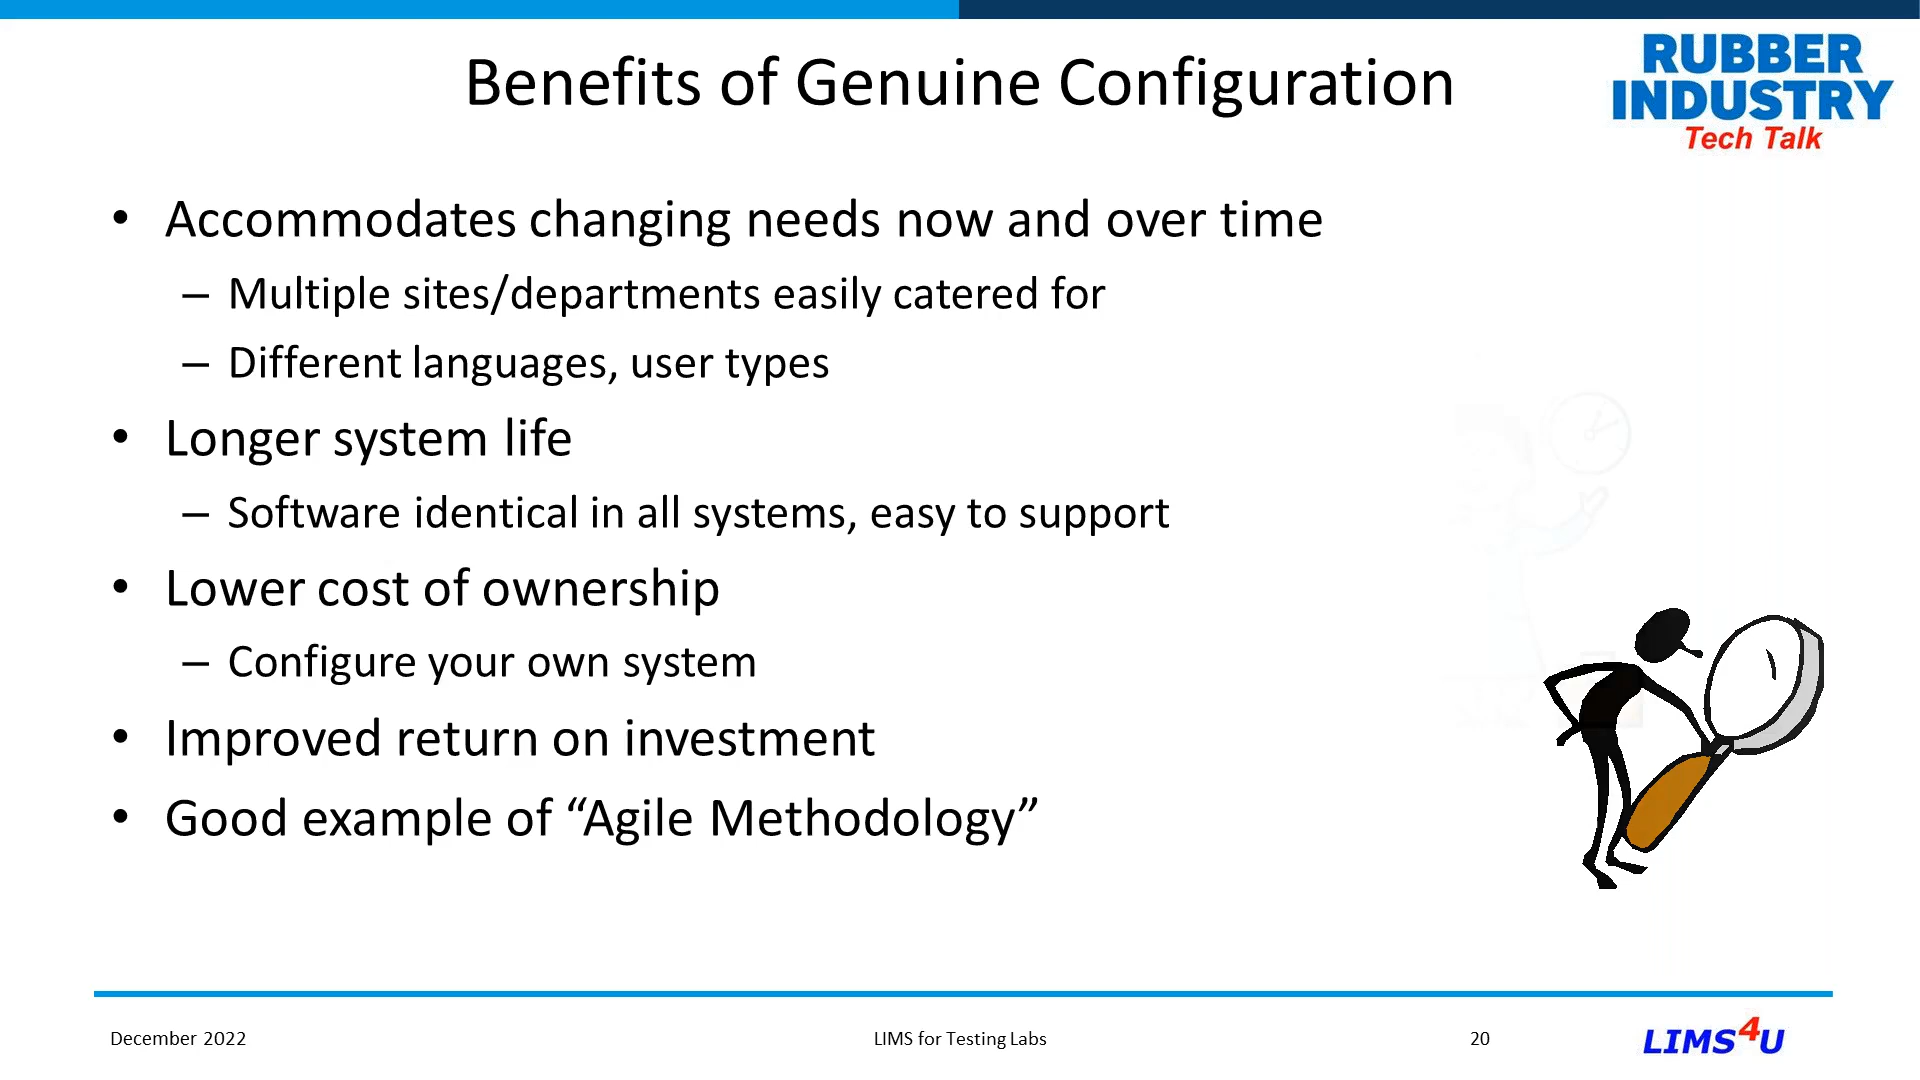 Benefits of Genuine Configuration
RUBBER
INDUSTRY
Tech Talk
• Accommodates changing needs now and over time
– Multiple sites/departments easily catered for
– Different languages, user types
• Longer system life
– Software identical in all systems, easy to support
• Lower cost of ownership
– Configure your own system
• Improved return on investment
• Good example of “Agile Methodology”
December 2022
LIMS for Testing Labs
20
LIMS4U